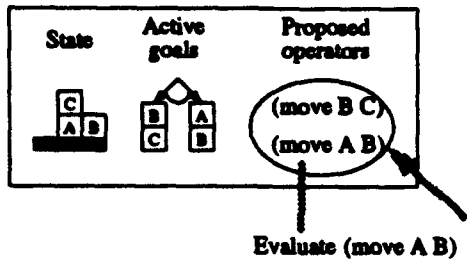 State
Active
goals
Proposed
operators
C
A B
B
C
A
B
(move B C)
(move A B)
Evaluate (move A B)